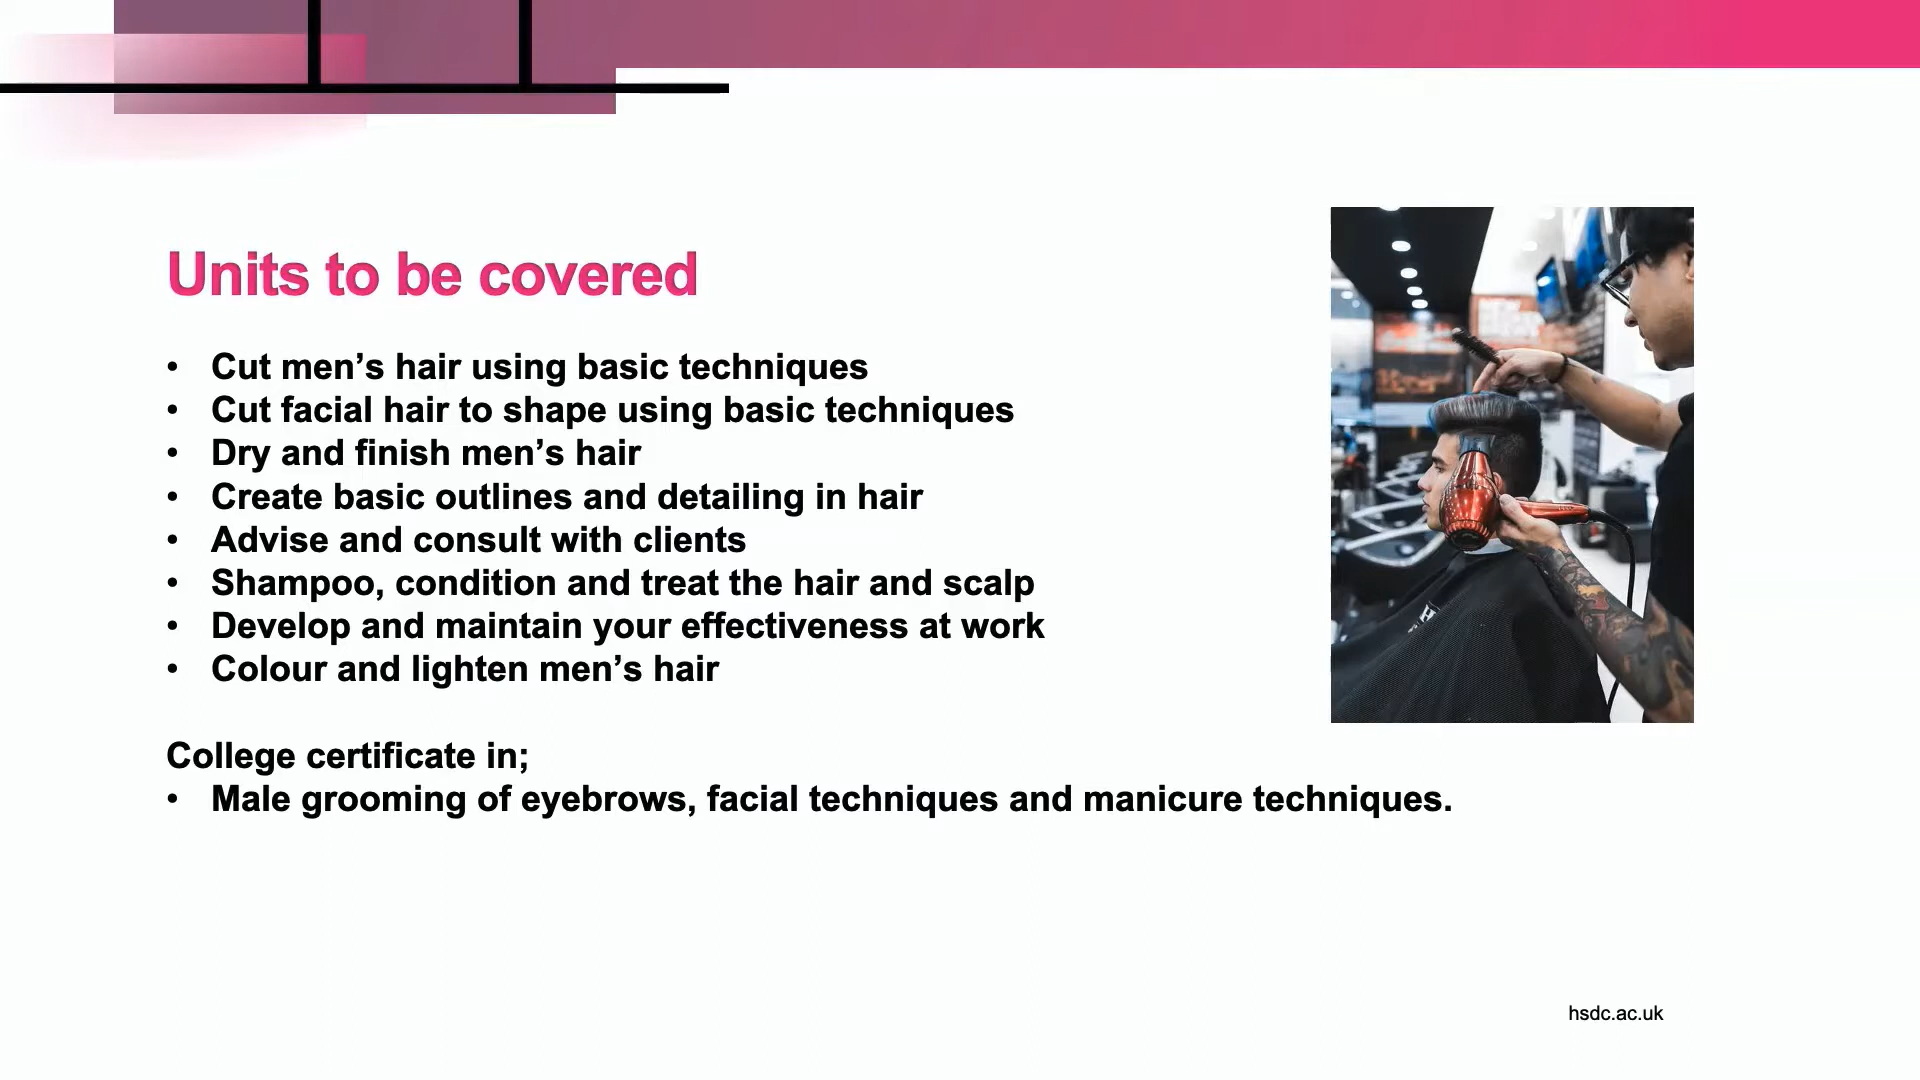 Units to be covered
• Cut men’s hair using basic techniques
• Cut facial hair to shape using basic techniques
• Dry and finish men’s hair
• Create basic outlines and detailing in hair
• Advise and consult with clients
• Shampoo, condition and treat the hair and scalp
• Develop and maintain your effectiveness at work
• Colour and lighten men’s hair
College certificate in;
• Male grooming of eyebrows, facial techniques and manicure techniques.
hsdc.ac.uk